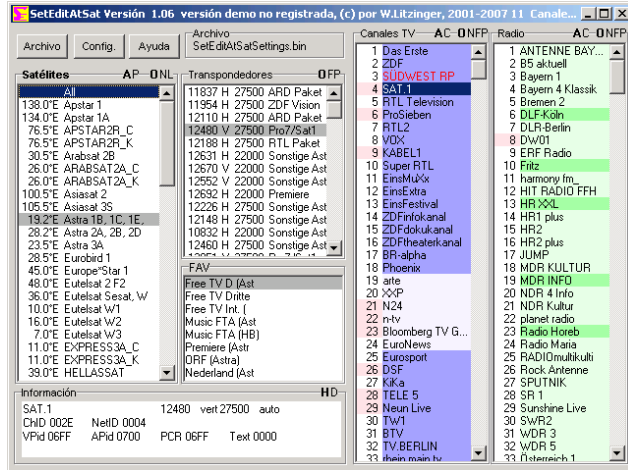 SetEditAtSat Versión 1.06 versión demo no registrada, (c) por W.Litzinger, 2001-2007 11 Canale...
Archivo
Config.
Ayuda
Archivo
SetEditAtSatSettings.bin
Satélites AP ONL
All
138.0°E Apstar 1
134.0°E Apstar 1A
76.5°E APSTAR2R_C
76.5°E APSTAR2R_K
30.5°E Arabsat 2B
26.0°E ARABSAT2A_C
26.0°E ARABSAT2A_K
100.5°E Asiasat 2
105.5°E Asiasat 3S
19.2°E Astra 1B, 1C, 1E,
28.2°E Astra 2A, 2B, 2D
23.5°E Astra 3A
28.5°E Eurobird 1
45.0°E Europe*Star 1
48.0°E Eutelsat 2 F2
36.0°E Eutelsat Sesat, W
10.0°E Eutelsat W1
16.0°E Eutelsat W2
7.0°E Eutelsat W3
11.0°E EXPRESS3A_C
11.0°E EXPRESS3A_K
39.0°E HELLASSAT
Transpondedores OFP
11837 H 27500 ARD Paket
11954 H 27500 ZDF Vision
12110 H 27500 ARD Paket
12480 V 27500 Pro7/Sat1
12188 H 27500 RTL Paket
12631 H 22000 Sonstige Ast
12670 V 22000 Sonstige Ast
12552 V 22000 Sonstige Ast
12692 H 22000 Premiere
12226 H 27500 Sonstige Ast
12148 H 27500 Sonstige Ast
10832 H 22000 Sonstige Ast
12460 H 27500 Sonstige Ast
FAV
Free TV D (Ast
Free TV Dritte
Free TV Int. (
Music FTA (Ast
Music FTA (HB)
Premiere (Astr
ORF (Astra)
Nederland (Ast
Información HD
SAT.1 12480 vert 27500 auto
ChID 002E NetID 0004
VPid 06FF APid 0700 PCR 06FF Text 0000
Canales TV AC ONFP
1 Das Erste
2 ZDF
3 SÜDWEST RP
4 SAT.1
5 RTL Television
6 ProSieben
7 RTL2
8 VOX
9 KABEL1
10 Super RTL
11 EinsMuXx
12 EinsExtra
13 EinsFestival
14 ZDFinfokanal
15 ZDFdokukanal
16 ZDFtheaterkanal
17 BR-alpha
18 Phoenix
19 arte
20 XXP
21 N24
22 n-tv
23 Bloomberg TV G...
24 EuroNews
25 Eurosport
26 DSF
27 KiKa
28 TELE 5
29 Neun Live
30 TW1
31 BTV
32 TV.BERLIN
33 rhein main tv
Radio AC ONFP
1 ANTENNE BAY...
2 B5 aktuell
3 Bayern 1
4 Bayern 4 Klassik
5 Bremen 2
6 DLF-Köln
7 DLR-Berlin
8 DW01
9 ERF Radio
10 Fritz
11 harmony fm_
12 HIT RADIO FFH
13 HR XXL
14 HR1 plus
15 HR2
16 HR2 plus
17 JUMP
18 MDR KULTUR
19 MDR INFO
20 NDR 4 Info
21 NDR Kultur
22 planet radio
23 Radio Horeb
24 Radio Maria
25 RADIOmultikulti
26 Rock Antenne
27 SPUTNIK
28 SR 1
29 Sunshine Live
30 SWR2
31 WDR 3
32 WDR 5
33 Österreich 1